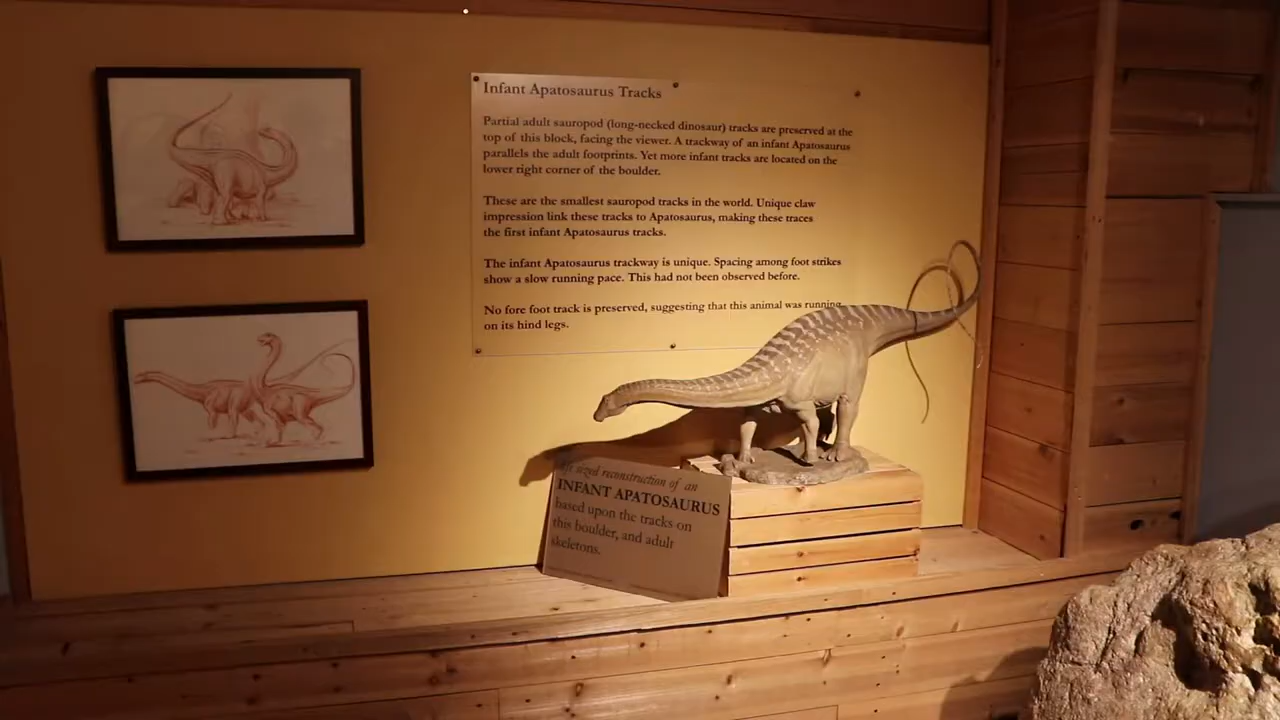 Infant Apatosaurus Tracks
Partial adult sauropod (long-necked dinosaur) tracks are preserved at the
top of this block, facing the viewer. A trackway of an infant Apatosaurus
parallels the adult footprints. Yet more infant tracks are located on the
lower right corner of the boulder.
These are the smallest sauropod tracks in the world. Unique claw
impression link these tracks to Apatosaurus, making these traces
the first infant Apatosaurus tracks.
The infant Apatosaurus trackway is unique. Spacing among foot strikes
show a slow running pace. This had not been observed before.
No fore foot track is preserved, suggesting that this animal was running
on its hind legs.
sized reconstruction of an
INFANT APATOSAURUS
based upon the tracks on
this boulder, and adult
skeletons.